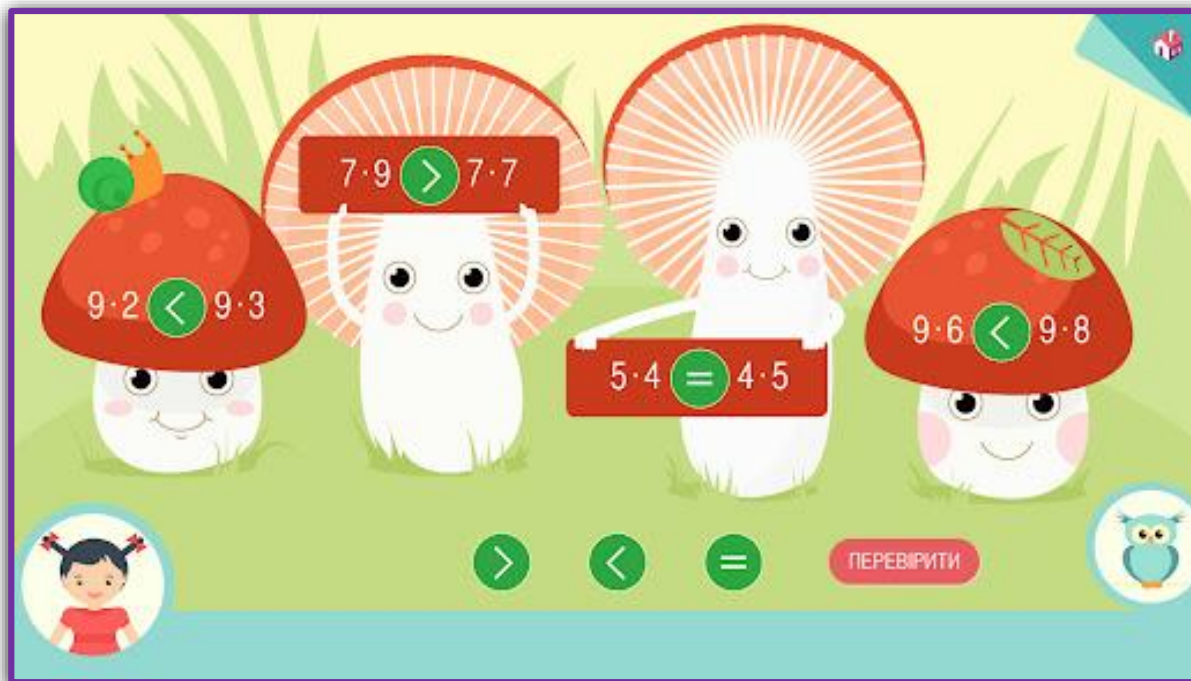 9·2 < 9·3
7·9 > 7·7
5·4 = 4·5
9·6 < 9·8
> < =
ПЕРЕВІРИТИ